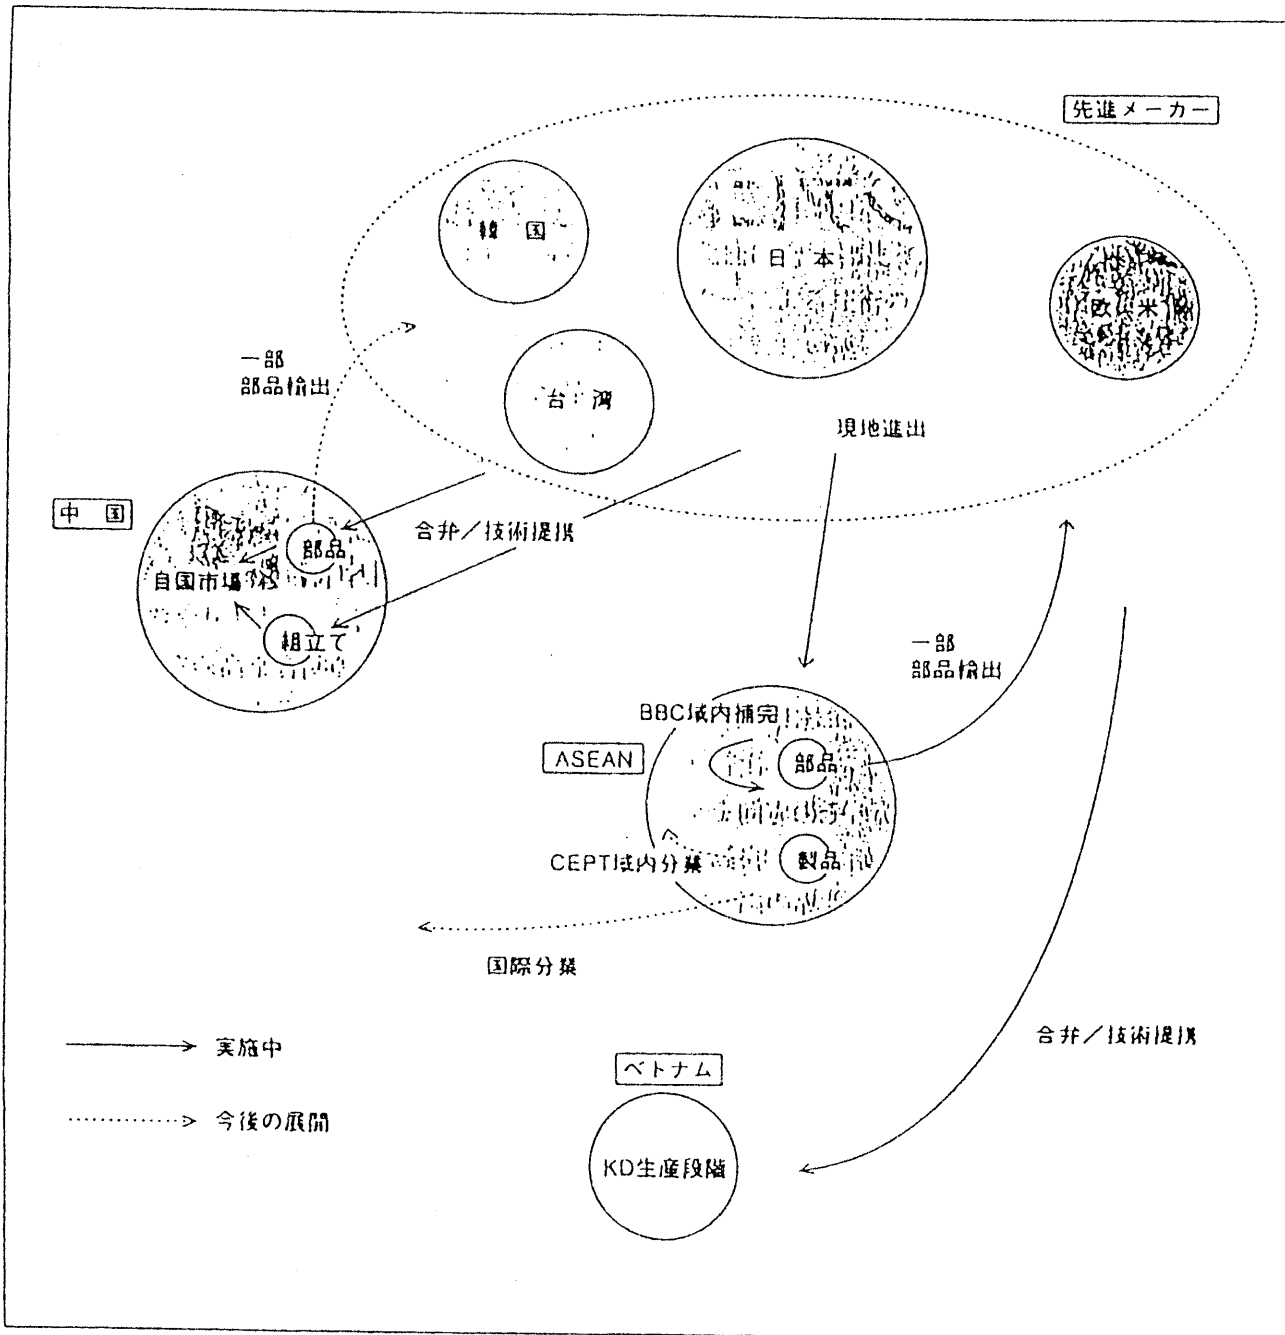 先進メーカー
韓国
日本
欧米
台湾
一部
部品輸出
現地進出
中国
合弁／技術提携
部品
自国市場
組立て
一部
部品輸出
BBC域内補完
ASEAN
部品
CEPT域内分業
製品
国際分業
実施中
合弁／技術提携
ベトナム
今後の展開
KD生産段階